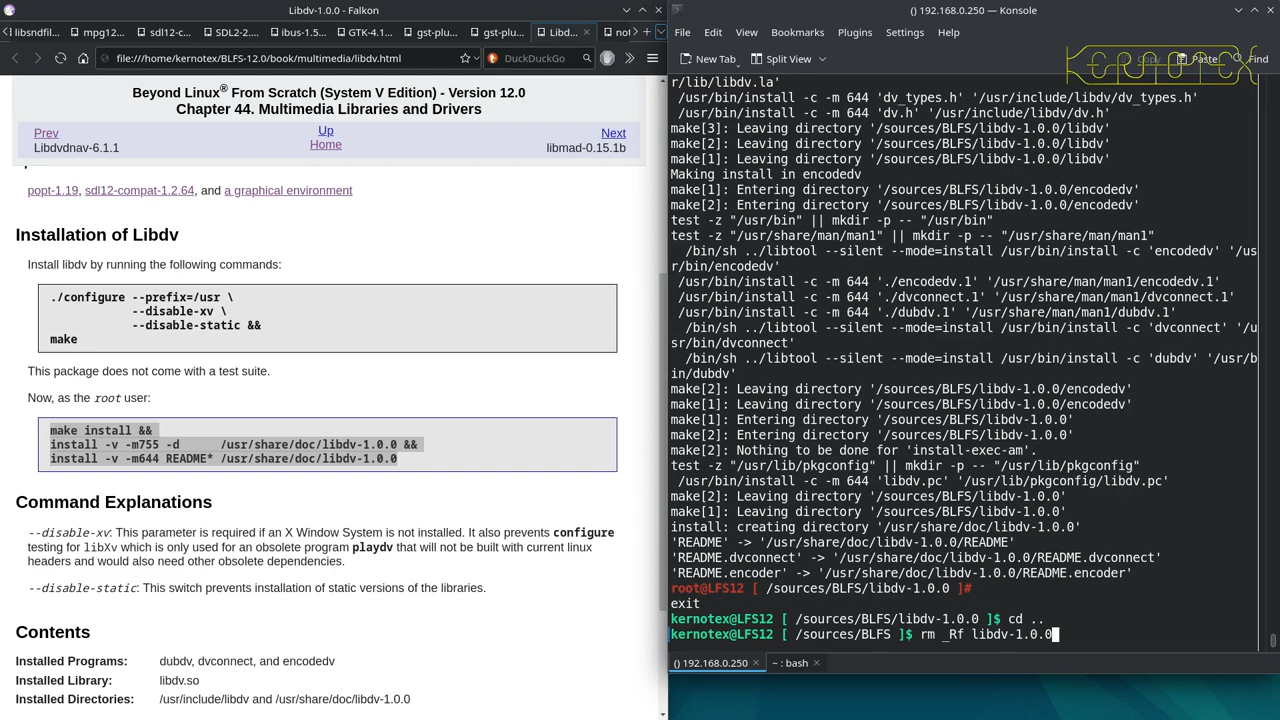 Libdv-1.0.0 - Falkon
libsndfil...
mpg12...
sdl12-c...
SDL2-2...
ibus-1.5...
GTK-4.1...
gst-plu...
gst-plu...
Libd...
not
file:///home/kernotex/BLFS-12.0/book/multimedia/libdv.html
DuckDuckGo
Beyond Linux® From Scratch (System V Edition) - Version 12.0
Chapter 44. Multimedia Libraries and Drivers
Prev
Up
Next
Libdvdnav-6.1.1
Home
libmad-0.15.1b
popt-1.19, sdl12-compat-1.2.64, and a graphical environment
Installation of Libdv
Install libdv by running the following commands:
./configure --prefix=/usr \
--disable-xv \
--disable-static &&
make
This package does not come with a test suite.
Now, as the root user:
make install &&
install -v -m755 -d      /usr/share/doc/libdv-1.0.0 &&
install -v -m644 README* /usr/share/doc/libdv-1.0.0
Command Explanations
--disable-xv: This parameter is required if an X Window System is not installed. It also prevents configure
testing for libXv which is only used for an obsolete program playdv that will not be built with current linux
headers and would also need other obsolete dependencies.
--disable-static: This switch prevents installation of static versions of the libraries.
Contents
Installed Programs: dubdv, dvconnect, and encodedv
Installed Library: libdv.so
Installed Directories: /usr/include/libdv and /usr/share/doc/libdv-1.0.0
() 192.168.0.250 — Konsole
File Edit View Bookmarks Plugins Settings Help
New Tab
Split View
Copy
Paste
Find
KERNOTEX
r/lib/libdv.la'
/usr/bin/install -c -m 644 'dv_types.h' '/usr/include/libdv/dv_types.h'
/usr/bin/install -c -m 644 'dv.h' '/usr/include/libdv/dv.h'
make[3]: Leaving directory '/sources/BLFS/libdv-1.0.0/libdv'
make[2]: Leaving directory '/sources/BLFS/libdv-1.0.0/libdv'
make[1]: Leaving directory '/sources/BLFS/libdv-1.0.0/libdv'
Making install in encodedv
make[1]: Entering directory '/sources/BLFS/libdv-1.0.0/encodedv'
make[2]: Entering directory '/sources/BLFS/libdv-1.0.0/encodedv'
test -z "/usr/bin" || mkdir -p -- "/usr/bin"
test -z "/usr/share/man/man1" || mkdir -p -- "/usr/share/man/man1"
/bin/sh ../libtool --silent --mode=install /usr/bin/install -c 'encodedv' '/us
r/bin/encodedv'
/usr/bin/install -c -m 644 './encodedv.1' '/usr/share/man/man1/encodedv.1'
/usr/bin/install -c -m 644 './dvconnect.1' '/usr/share/man/man1/dvconnect.1'
/usr/bin/install -c -m 644 './dubdv.1' '/usr/share/man/man1/dubdv.1'
/bin/sh ../libtool --silent --mode=install /usr/bin/install -c 'dvconnect' '/u
sr/bin/dvconnect'
/bin/sh ../libtool --silent --mode=install /usr/bin/install -c 'dubdv' '/usr/b
in/dubdv'
make[2]: Leaving directory '/sources/BLFS/libdv-1.0.0/encodedv'
make[1]: Leaving directory '/sources/BLFS/libdv-1.0.0/encodedv'
make[1]: Entering directory '/sources/BLFS/libdv-1.0.0'
make[2]: Entering directory '/sources/BLFS/libdv-1.0.0'
make[2]: Nothing to be done for 'install-exec-am'.
test -z "/usr/lib/pkgconfig" || mkdir -p -- "/usr/lib/pkgconfig"
/usr/bin/install -c -m 644 'libdv.pc' '/usr/lib/pkgconfig/libdv.pc'
make[2]: Leaving directory '/sources/BLFS/libdv-1.0.0'
make[1]: Leaving directory '/sources/BLFS/libdv-1.0.0'
install: creating directory '/usr/share/doc/libdv-1.0.0'
'README' -> '/usr/share/doc/libdv-1.0.0/README'
'README.dvconnect' -> '/usr/share/doc/libdv-1.0.0/README.dvconnect'
'README.encoder' -> '/usr/share/doc/libdv-1.0.0/README.encoder'
root@LFS12 [ /sources/BLFS/libdv-1.0.0 ]#
exit
kernotex@LFS12 [ /sources/BLFS/libdv-1.0.0 ]$ cd ..
kernotex@LFS12 [ /sources/BLFS ]$ rm _Rf libdv-1.0.0
() 192.168.0.250
~ : bash